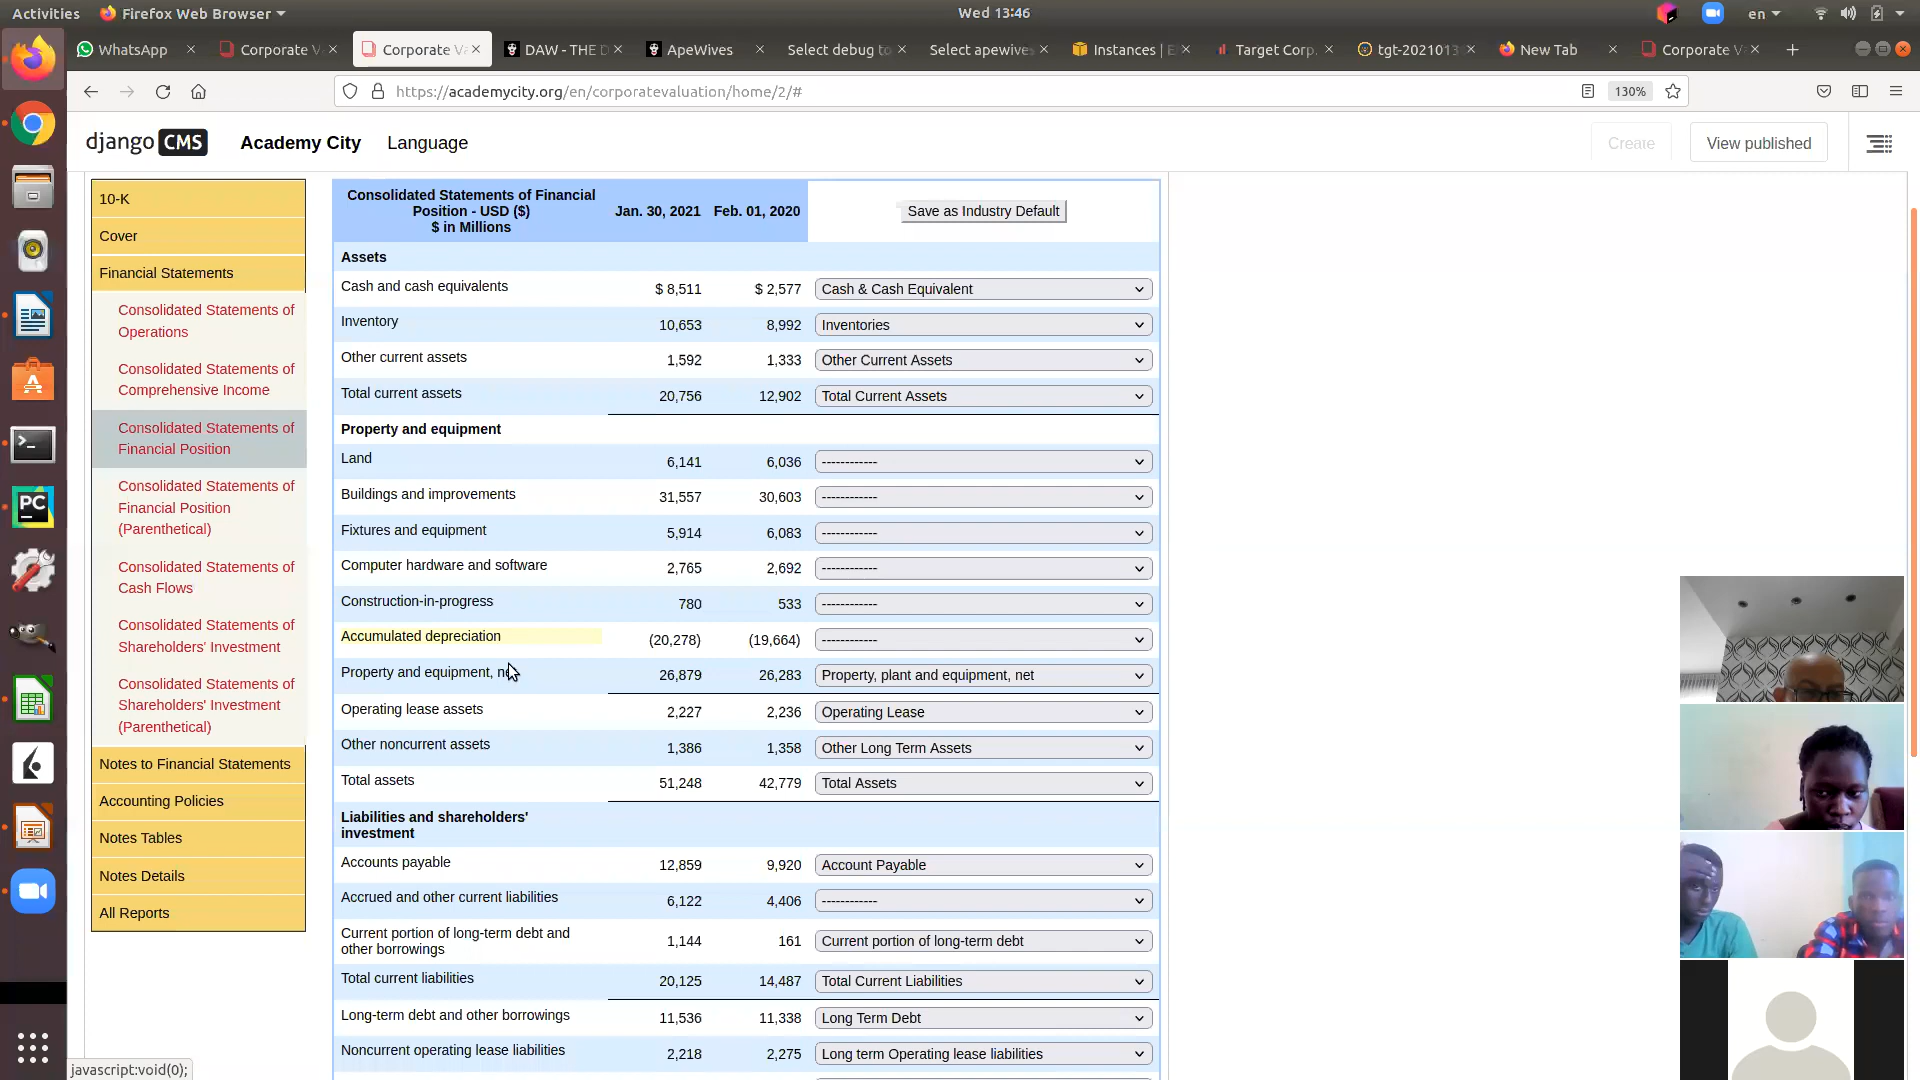 Activities Firefox Web Browser Wed 13:46 en
WhatsApp Corporate V Corporate Va DAW - THE D ApeWives Select debug to Select apewive Instances | E Target Corp. tgt-2021013 New Tab Corporate V
https://academycity.org/en/corporatevaluation/home/2/# 130%
django CMS Academy City Language Create View published
10-K
Cover
Financial Statements
Consolidated Statements of
Operations
Consolidated Statements of
Comprehensive Income
Consolidated Statements of
Financial Position
Consolidated Statements of
Financial Position
(Parenthetical)
Consolidated Statements of
Cash Flows
Consolidated Statements of
Shareholders' Investment
Consolidated Statements of
Shareholders' Investment
(Parenthetical)
Notes to Financial Statements
Accounting Policies
Notes Tables
Notes Details
All Reports
Consolidated Statements of Financial
Position - USD ($)
$ in Millions
Jan. 30, 2021 Feb. 01, 2020 Save as Industry Default
Assets
Cash and cash equivalents $ 8,511 $ 2,577 Cash & Cash Equivalent
Inventory 10,653 8,992 Inventories
Other current assets 1,592 1,333 Other Current Assets
Total current assets 20,756 12,902 Total Current Assets
Property and equipment
Land 6,141 6,036 ------------
Buildings and improvements 31,557 30,603 ------------
Fixtures and equipment 5,914 6,083 ------------
Computer hardware and software 2,765 2,692 ------------
Construction-in-progress 780 533 ------------
Accumulated depreciation (20,278) (19,664) ------------
Property and equipment, net 26,879 26,283 Property, plant and equipment, net
Operating lease assets 2,227 2,236 Operating Lease
Other noncurrent assets 1,386 1,358 Other Long Term Assets
Total assets 51,248 42,779 Total Assets
Liabilities and shareholders'
investment
Accounts payable 12,859 9,920 Account Payable
Accrued and other current liabilities 6,122 4,406 ------------
Current portion of long-term debt and
other borrowings 1,144 161 Current portion of long-term debt
Total current liabilities 20,125 14,487 Total Current Liabilities
Long-term debt and other borrowings 11,536 11,338 Long Term Debt
Noncurrent operating lease liabilities 2,218 2,275 Long term Operating lease liabilities
javascript:void(0);
PC